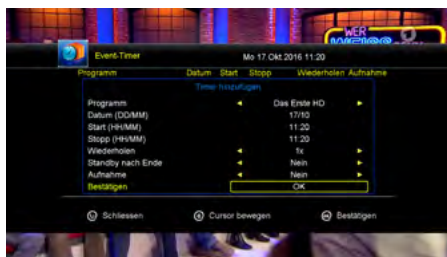 WER
WEISS
Event-Timer Mo 17.Okt.2016 11:20
Programm Datum Start Stopp Wiederholen Aufnahme
Timer hinzufügen
Programm Das Erste HD
Datum (DD/MM) 17/10
Start (HH/MM) 11:20
Stopp (HH/MM) 11:20
Wiederholen 1x
Standby nach Ende Nein
Aufnahme Nein
Bestätigen OK
Schliessen Cursor bewegen Bestätigen